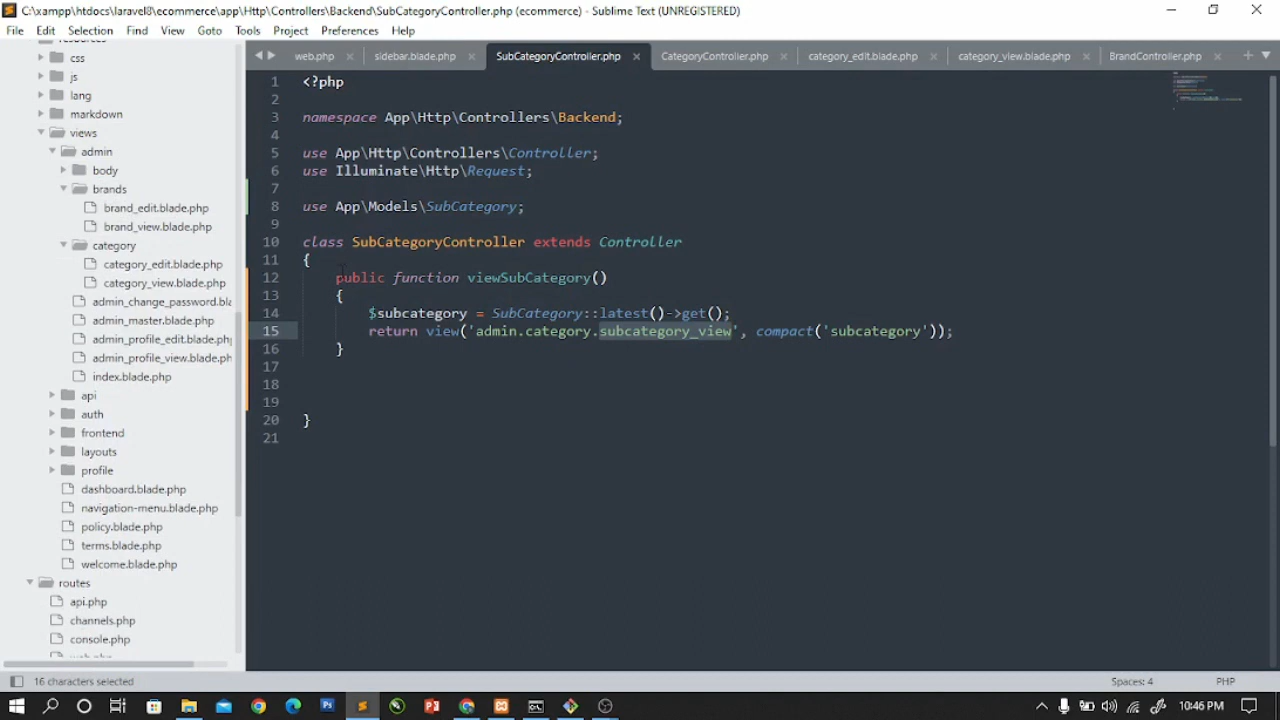 C:\xampp\htdocs\laravel8\ecommerce\app\Http\Controllers\Backend\SubCategoryController.php (ecommerce) - Sublime Text (UNREGISTERED)
File Edit Selection Find View Goto Tools Project Preferences Help
web.php sidebar.blade.php SubCategoryController.php CategoryController.php category_edit.blade.php category_view.blade.php BrandController.php
css
js
lang
markdown
views
admin
body
brands
brand_edit.blade.php
brand_view.blade.php
category
category_edit.blade.php
category_view.blade.php
admin_change_password.bla
admin_master.blade.php
admin_profile_edit.blade.php
admin_profile_view.blade.ph
index.blade.php
api
auth
frontend
layouts
profile
dashboard.blade.php
navigation-menu.blade.php
policy.blade.php
terms.blade.php
welcome.blade.php
routes
api.php
channels.php
console.php
1 <?php
2
3 namespace App\Http\Controllers\Backend;
4
5 use App\Http\Controllers\Controller;
6 use Illuminate\Http\Request;
7
8 use App\Models\SubCategory;
9
10 class SubCategoryController extends Controller
11 {
12 public function viewSubCategory()
13 {
14 $subcategory = SubCategory::latest()->get();
15 return view('admin.category.subcategory_view', compact('subcategory'));
16 }
17
18
19
20 }
21
16 characters selected
Spaces: 4 PHP
10:46 PM